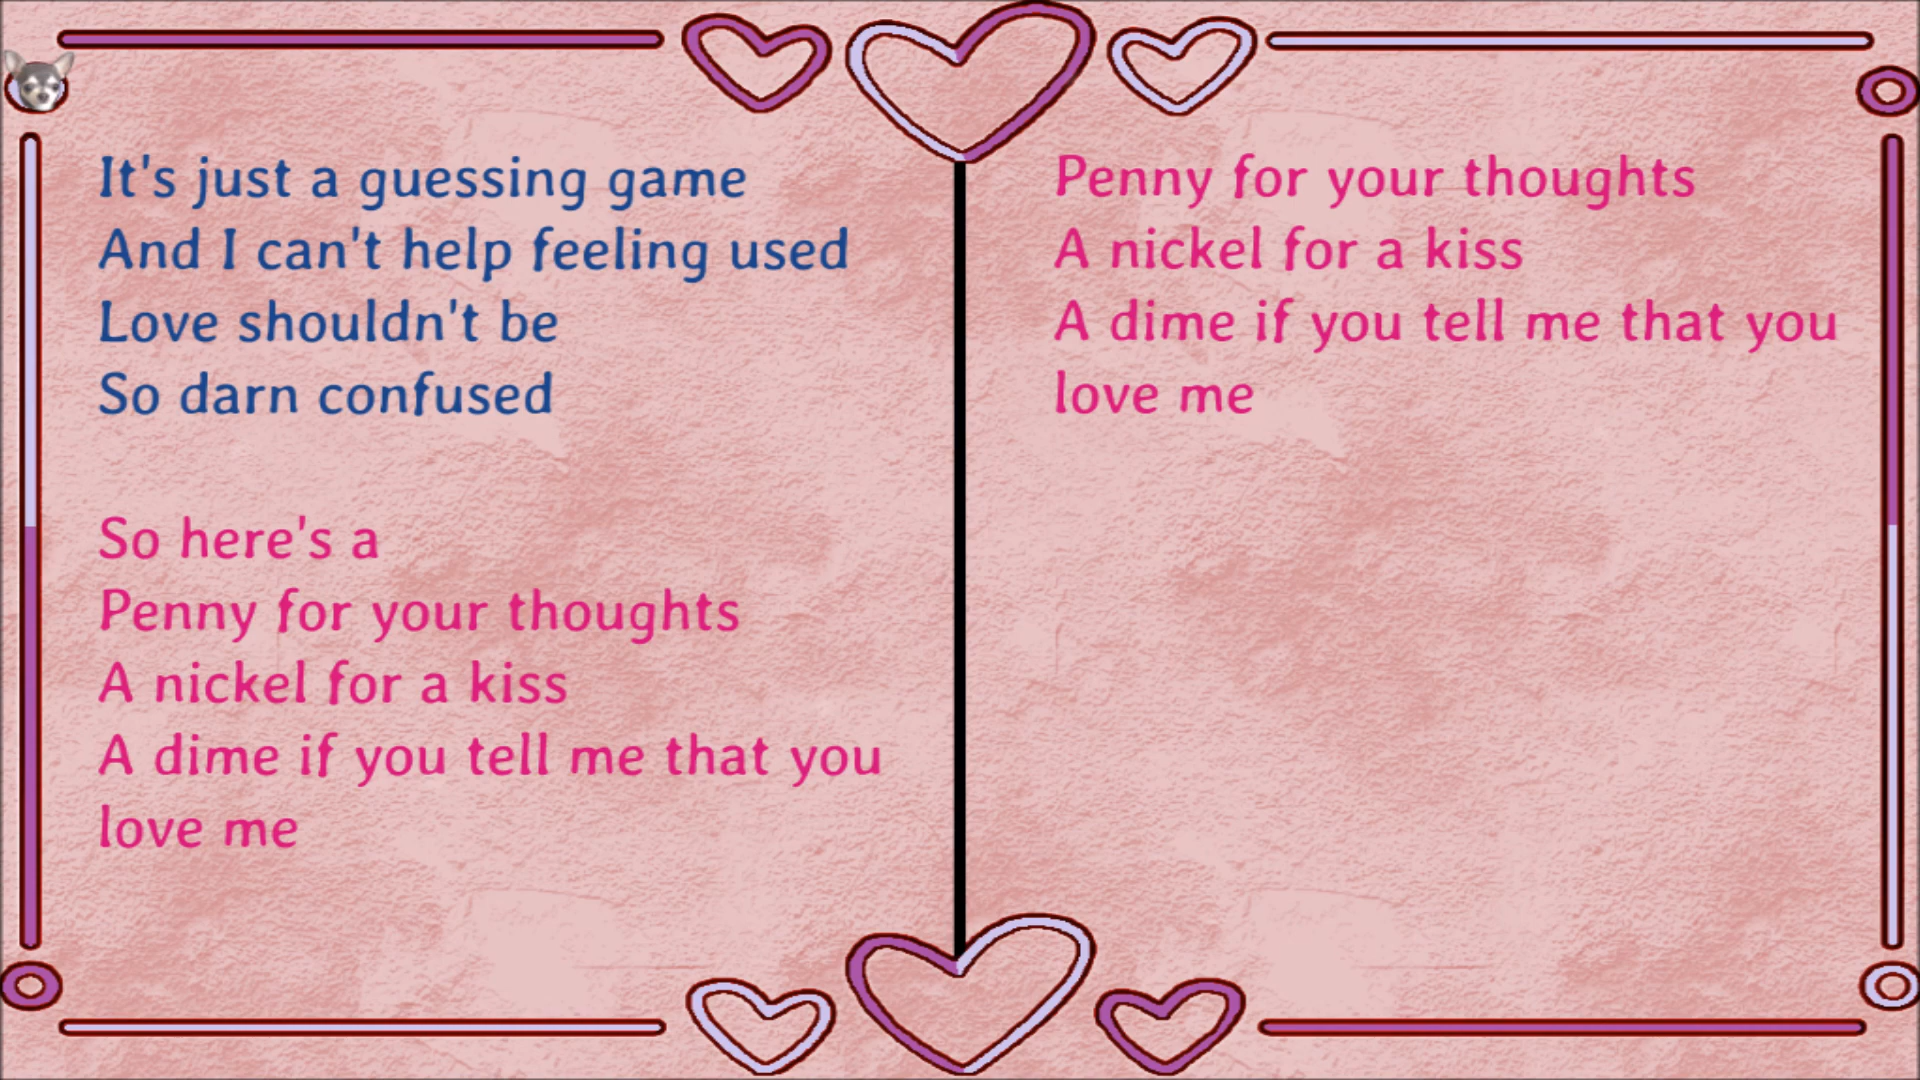 It's just a guessing game
And I can't help feeling used
Love shouldn't be
So darn confused
So here's a
Penny for your thoughts
A nickel for a kiss
A dime if you tell me that you
love me
Penny for your thoughts
A nickel for a kiss
A dime if you tell me that you
love me